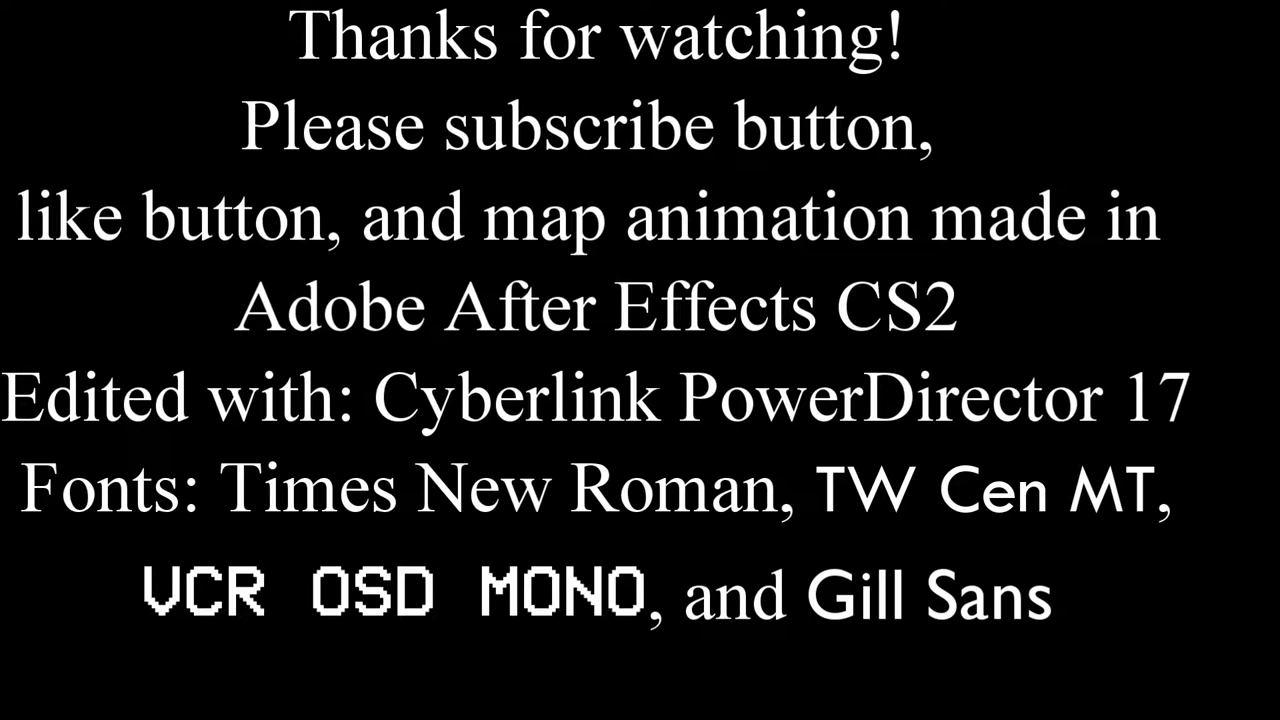 Thanks for watching!
Please subscribe button,
like button, and map animation made in
Adobe After Effects CS2
Edited with: Cyberlink PowerDirector 17
Fonts: Times New Roman, TW Cen MT,
VCR OSD MONO, and Gill Sans